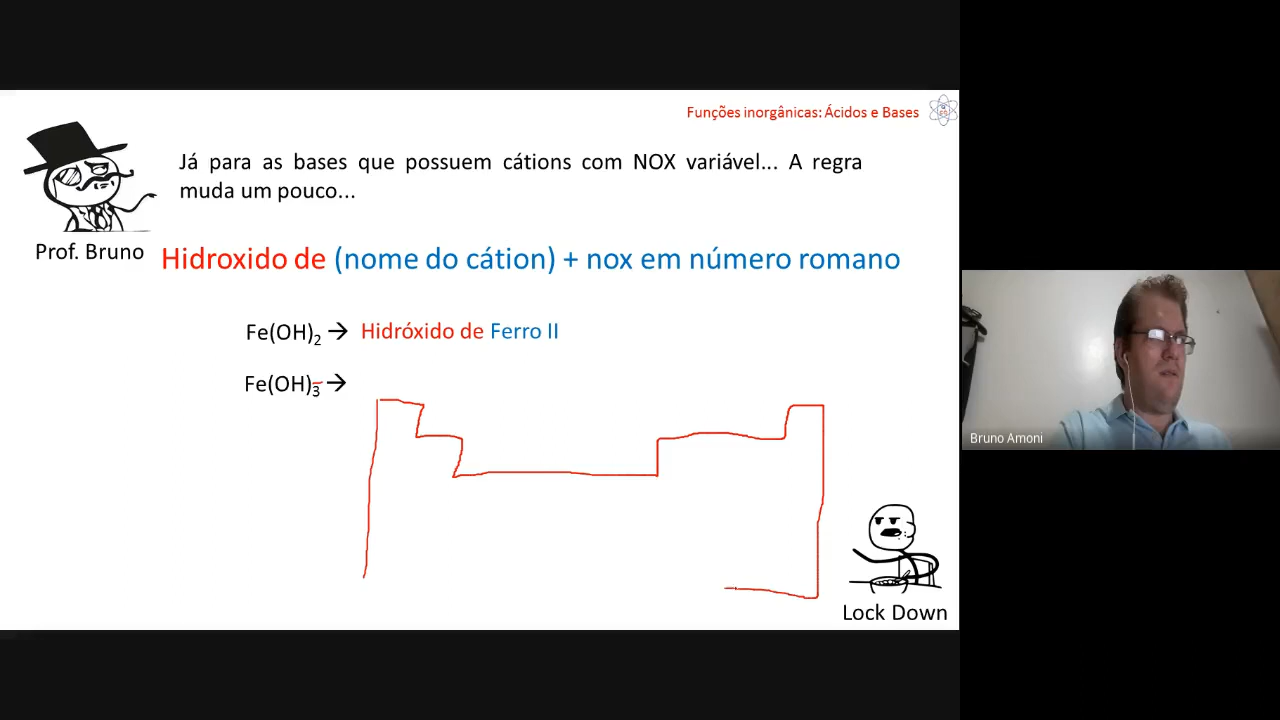 Funções inorgânicas: Ácidos e Bases
Já para as bases que possuem cátions com NOX variável... A regra
muda um pouco...
Prof. Bruno
Hidroxido de (nome do cátion) + nox em número romano
Fe(OH)₂ → Hidróxido de Ferro II
Fe(OH)₃ →
Bruno Amoni
Lock Down